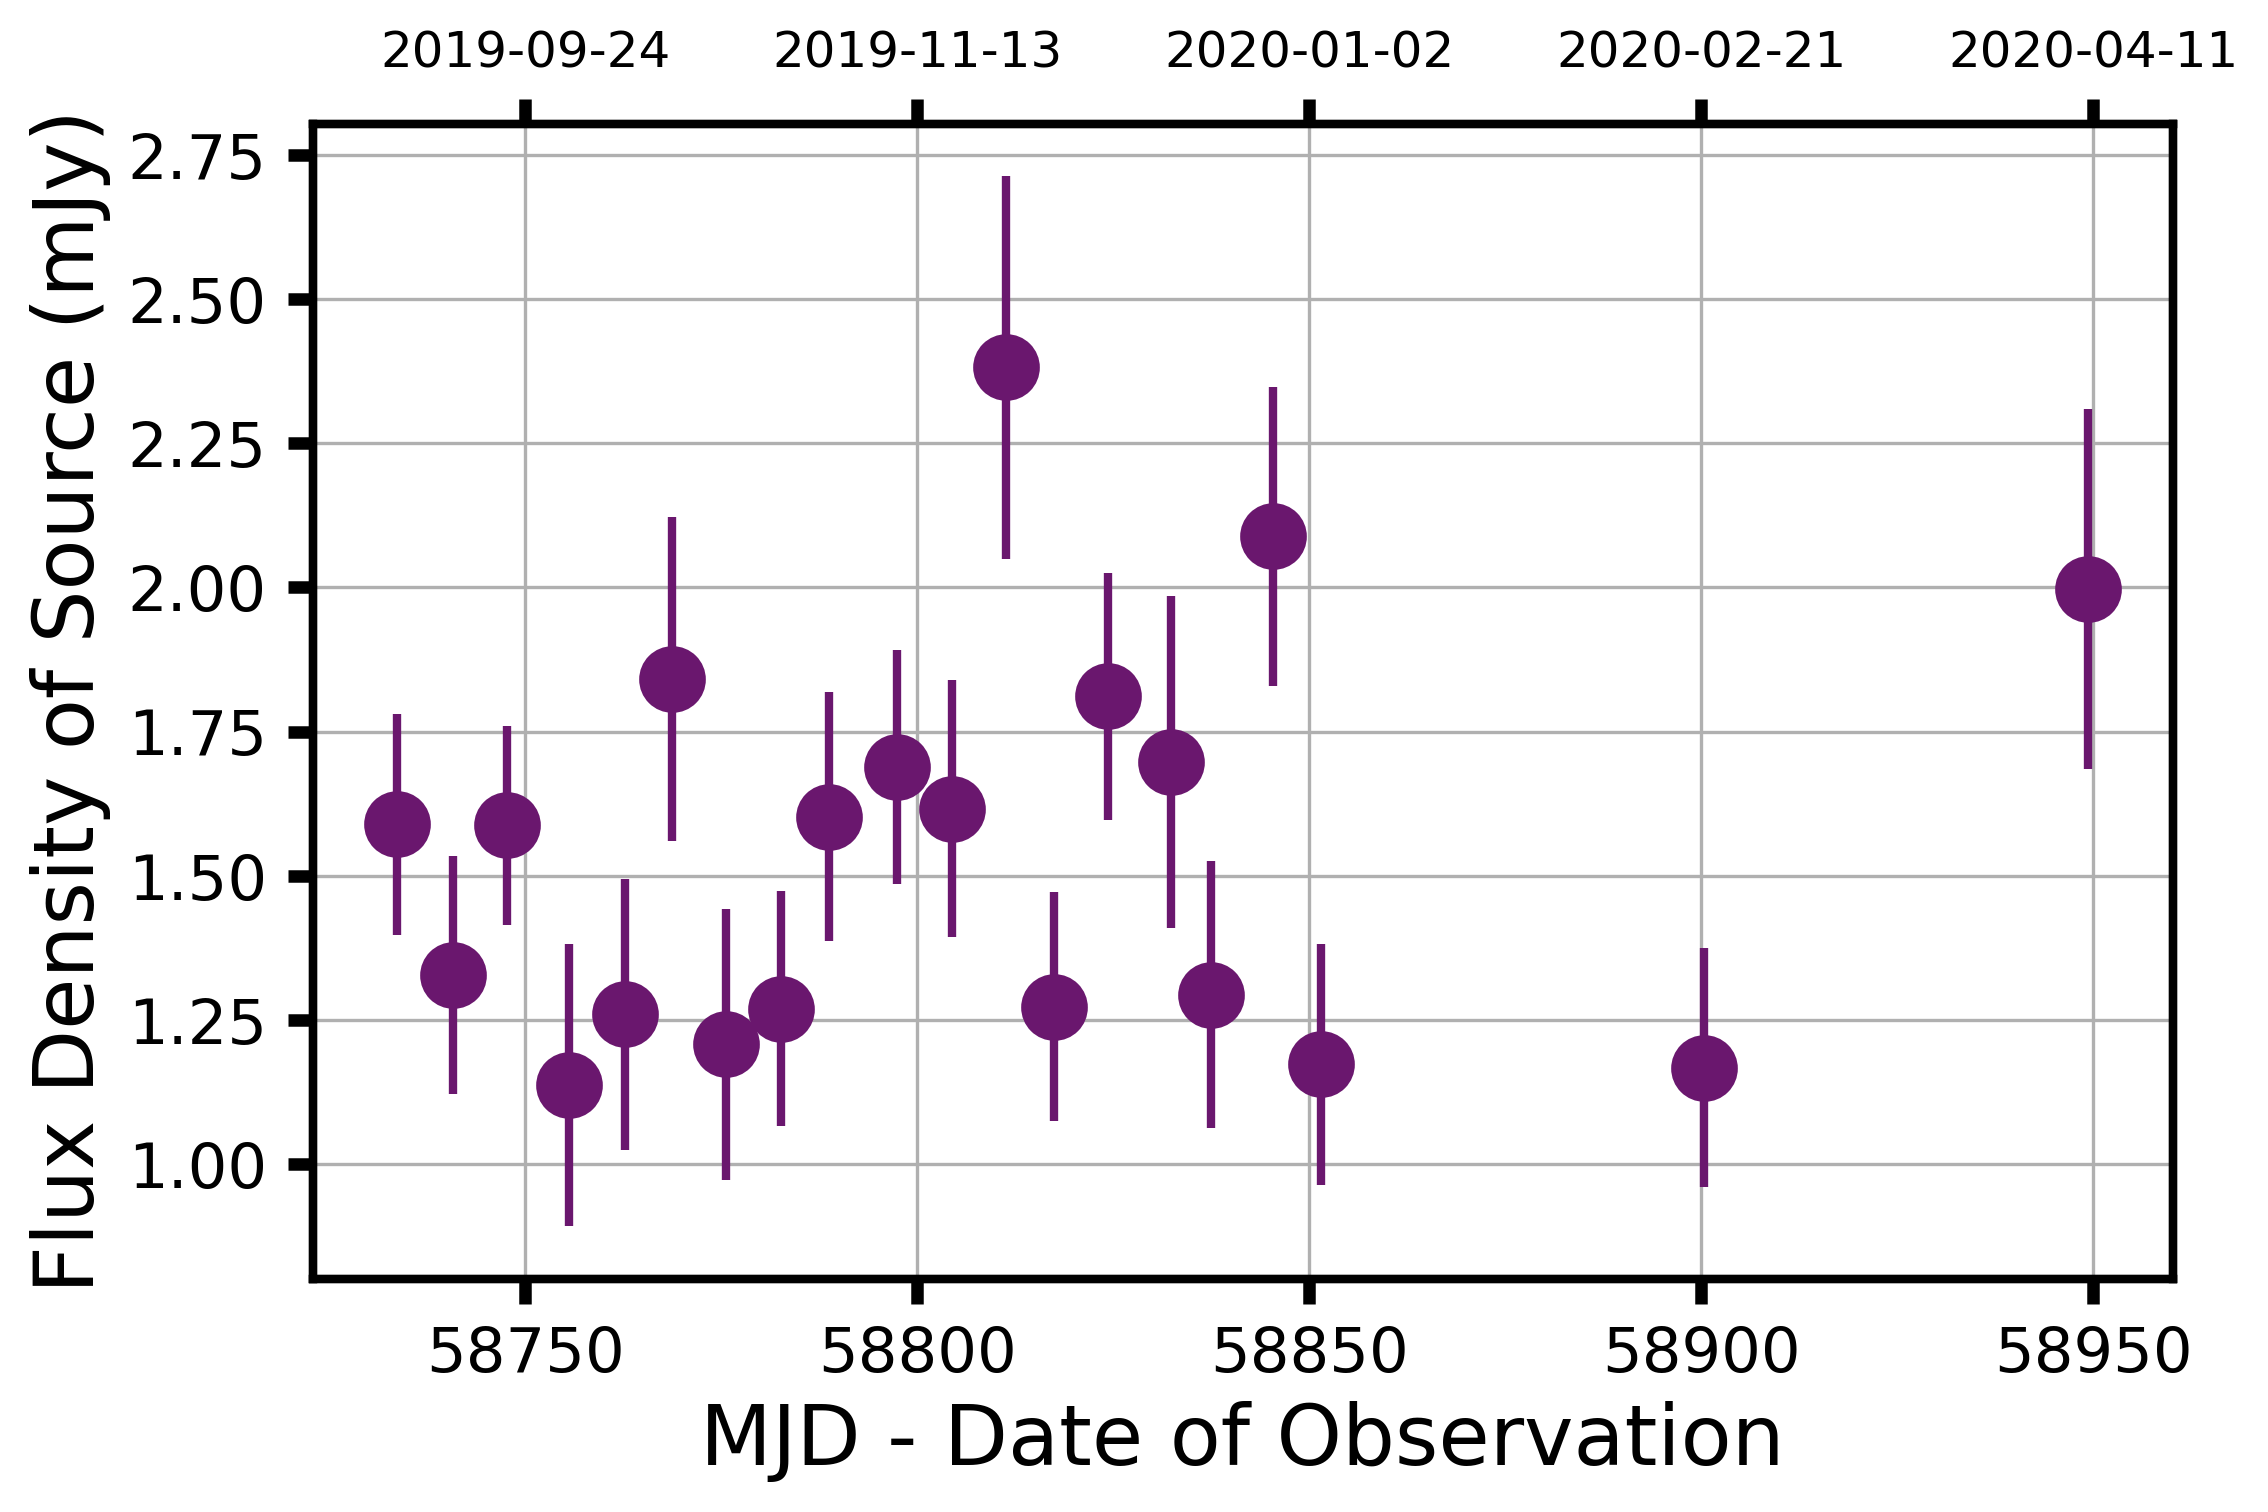 2019-09-24 2019-11-13 2020-01-02 2020-02-21 2020-04-11
Flux Density of Source (mJy)
2.75
2.50
2.25
2.00
1.75
1.50
1.25
1.00
58750 58800 58850 58900 58950
MJD - Date of Observation